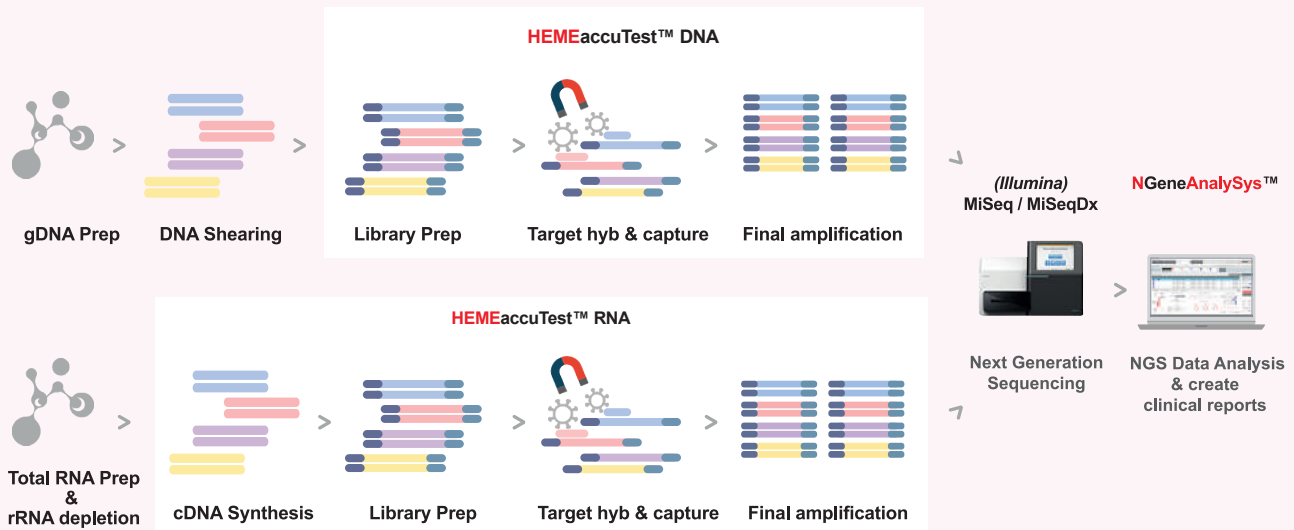 HEMEaccuTest™ DNA
gDNA Prep
DNA Shearing
Library Prep
Target hyb & capture
Final amplification
HEMEaccuTest™ RNA
Total RNA Prep
&
rRNA depletion
cDNA Synthesis
Library Prep
Target hyb & capture
Final amplification
(Illumina)
MiSeq / MiSeqDx
Next Generation
Sequencing
NGeneAnalySys™
NGS Data Analysis
& create
clinical reports